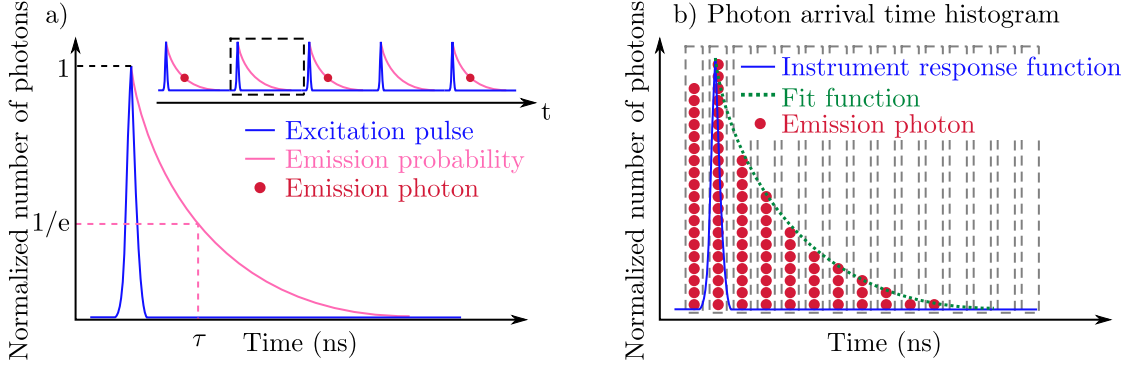 a)
Normalized number of photons
1
1/e
τ
Time (ns)
t
Excitation pulse
Emission probability
Emission photon
b) Photon arrival time histogram
Normalized number of photons
Instrument response function
Fit function
Emission photon
Time (ns)